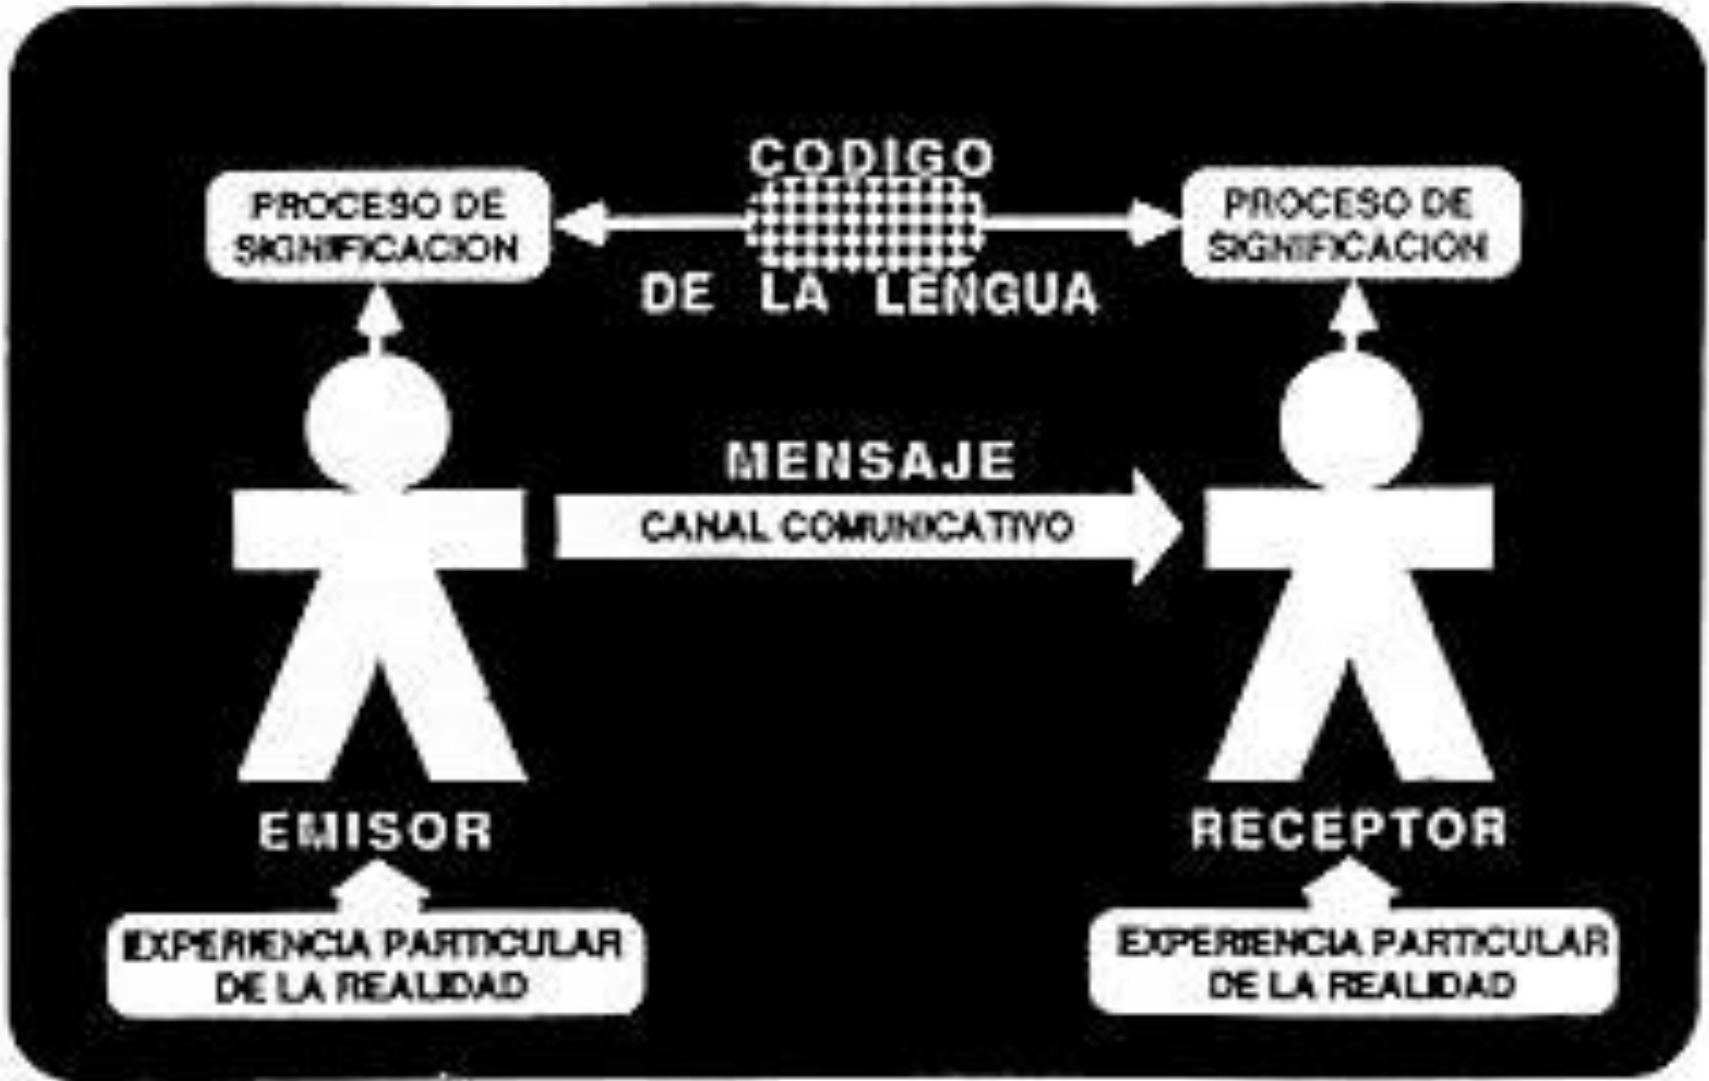 CODIGO
PROCESO DE
SIGNIFICACION
PROCESO DE
SIGNIFICACION
DE LA LENGUA
MENSAJE
CANAL COMUNICATIVO
EMISOR
RECEPTOR
EXPERIENCIA PARTICULAR
DE LA REALIDAD
EXPERIENCIA PARTICULAR
DE LA REALIDAD